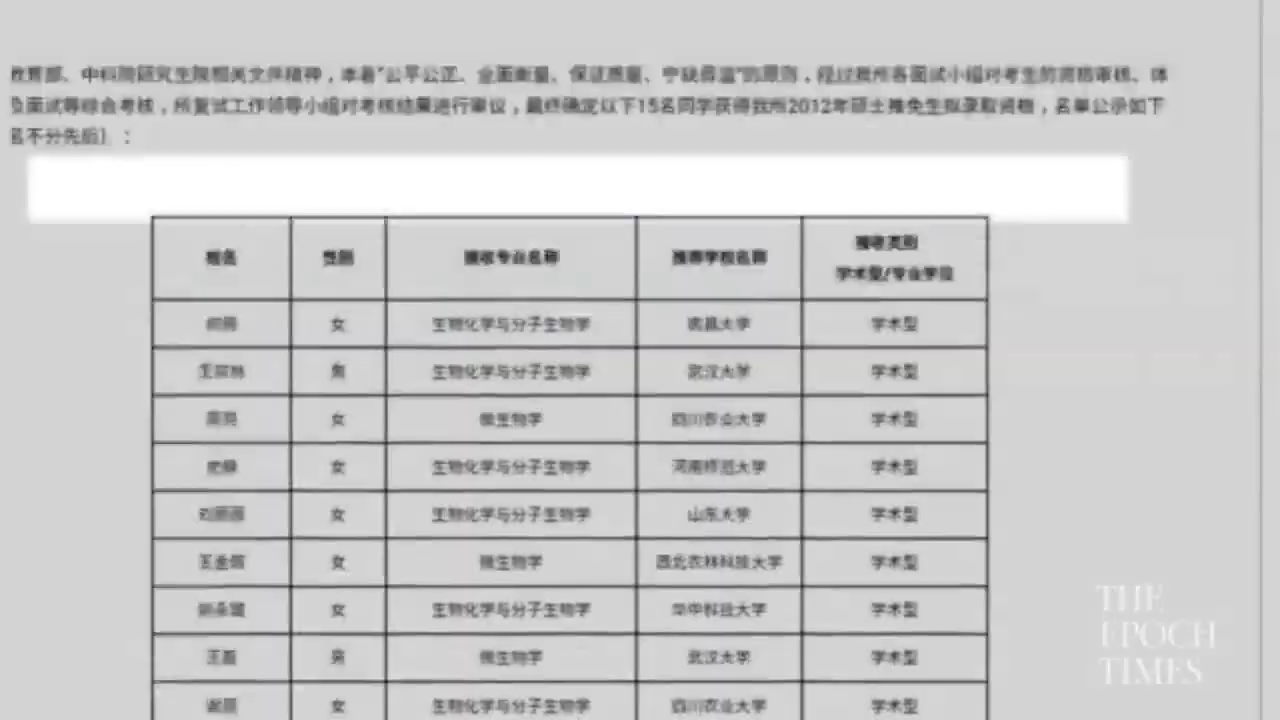 教育部、中科院研究生院相关文件精神，本着“公平公正、全面衡量、保证质量、宁缺毋滥”的原则，经过我所各面试小组对考生的资格审核、体
及面试等综合考核，所复试工作领导小组对考核结果进行审议，最终确定以下15名同学获得我所2012年硕士推免生拟录取资格，名单公示如下
名不分先后）：
姓名 性别 接收专业名称 推荐学校名称 接收类别
学术型/专业学位
女 生物化学与分子生物学 南昌大学 学术型
男 生物化学与分子生物学 武汉大学 学术型
女 微生物学 四川农业大学 学术型
女 生物化学与分子生物学 河南师范大学 学术型
女 生物化学与分子生物学 山东大学 学术型
女 微生物学 西北农林科技大学 学术型
女 生物化学与分子生物学 华中科技大学 学术型
男 微生物学 武汉大学 学术型
女 生物化学与分子生物学 四川农业大学 学术型
THE
EPOCH
TIMES